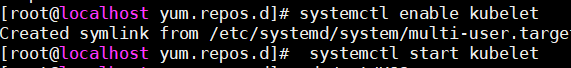 [root@localhost yum.repos.d]# systemctl enable kubelet
Created symlink from /etc/systemd/system/multi-user.targe
[root@localhost yum.repos.d]#  systemctl start kubelet